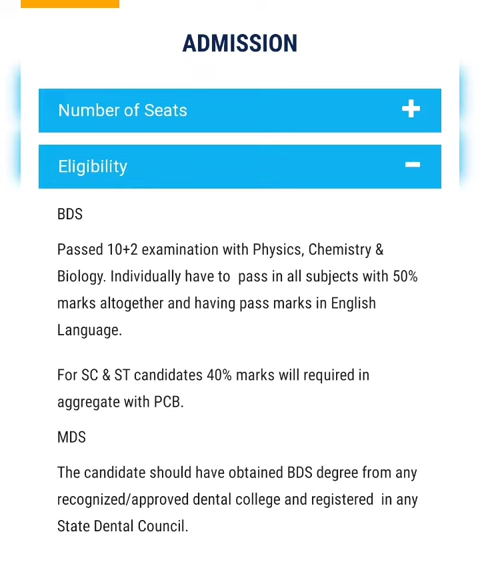 ADMISSION
Number of Seats
Eligibility
BDS
Passed 10+2 examination with Physics, Chemistry &
Biology. Individually have to pass in all subjects with 50%
marks altogether and having pass marks in English
Language.
For SC & ST candidates 40% marks will required in
aggregate with PCB.
MDS
The candidate should have obtained BDS degree from any
recognized/approved dental college and registered in any
State Dental Council.